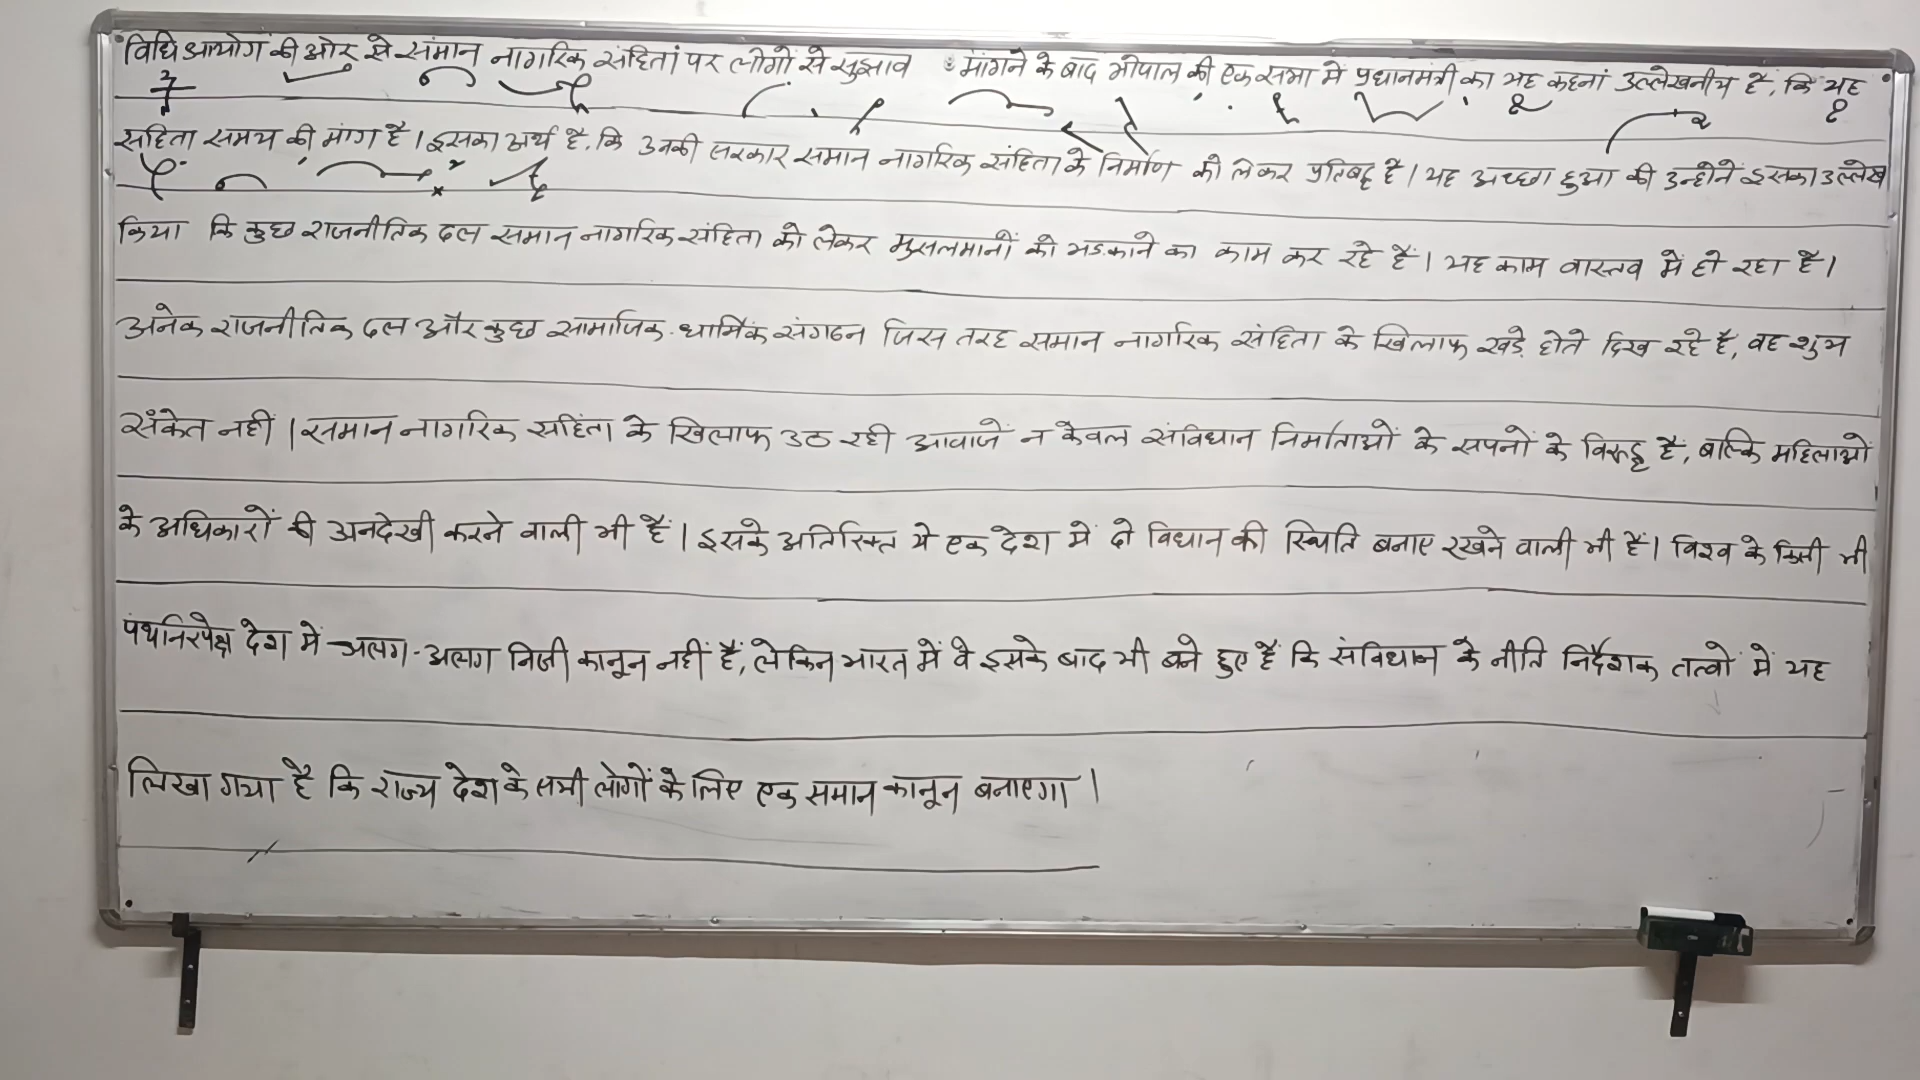 विधि आयोग की ओर से समान नागरिक संहिता पर लोगों से सुझाव मांगने के बाद भोपाल की एक सभा में प्रधानमंत्री का यह कहनां उल्लेखनीय है, कि यह
सहिता समय की मांग है। इसका अर्थ है, कि उनकी सरकार समान नागरिक संहिता के निर्माण को लेकर प्रतिबद्ध है। यह अच्छा हुआ की उन्होनें इसका उल्लेख
किया कि कुछ राजनीतिक दल समान नागरिक संहिता को लेकर मुसलमानों को भड़काने का काम कर रहे हैं। यह काम वास्तव में हो रहा है।
अनेक राजनीतिक दल और कुछ सामाजिक-धार्मिक संगठन जिस तरह समान नागरिक संहिता के खिलाफ खड़े होते दिख रहे है, वह शुभ
संकेत नहीं। समान नागरिक संहिता के खिलाफ उठ रही आवाजें न केवल संविधान निर्माताओं के सपनों के विरुद्ध है, बल्कि महिलाओं
के अधिकारों की अनदेखी करने वाली भी है। इसके अतिरिक्त ये एक देश में दो विधान की स्थिति बनाए रखने वाली भी हैं। विश्व के किसी भी
पंथनिरपेक्ष देश में अलग-अलग निजी कानून नहीं हैं, लेकिन भारत में वे इसके बाद भी बने हुए हैं कि संविधान के नीति निर्देशक तत्वों में यह
लिखा गया है कि राज्य देश के सभी लोगों के लिए एक समान कानून बनाएगा।